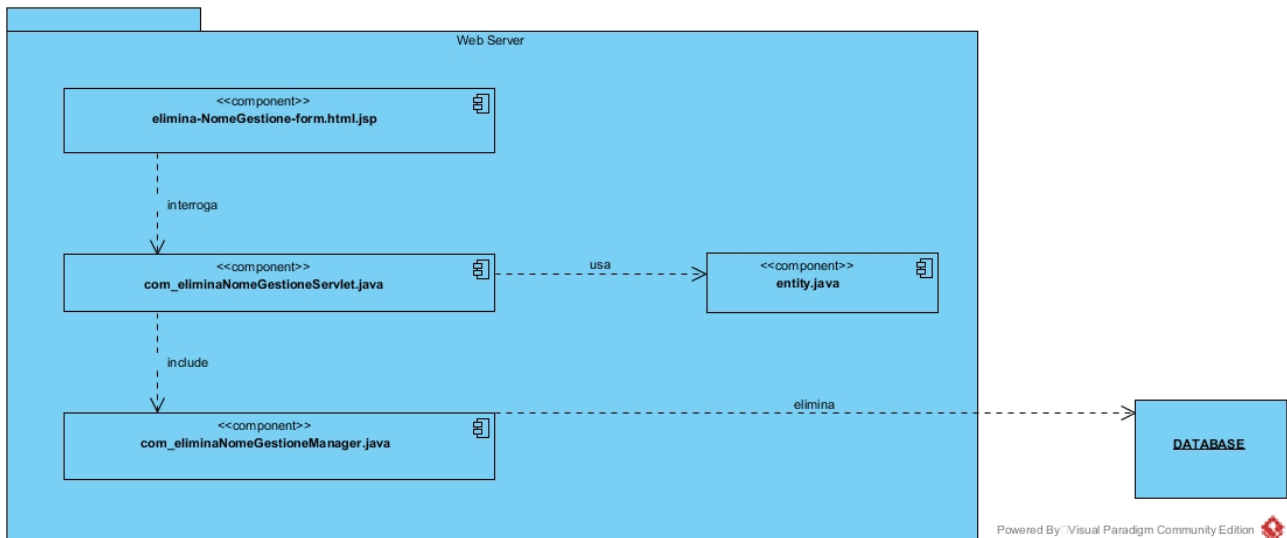 Web Server
<<component>>
elimina-NomeGestione-form.html.jsp
interroga
<<component>>
com_eliminaNomeGestioneServlet.java
usa
<<component>>
entity.java
include
<<component>>
com_eliminaNomeGestioneManager.java
elimina
DATABASE
Powered By Visual Paradigm Community Edition